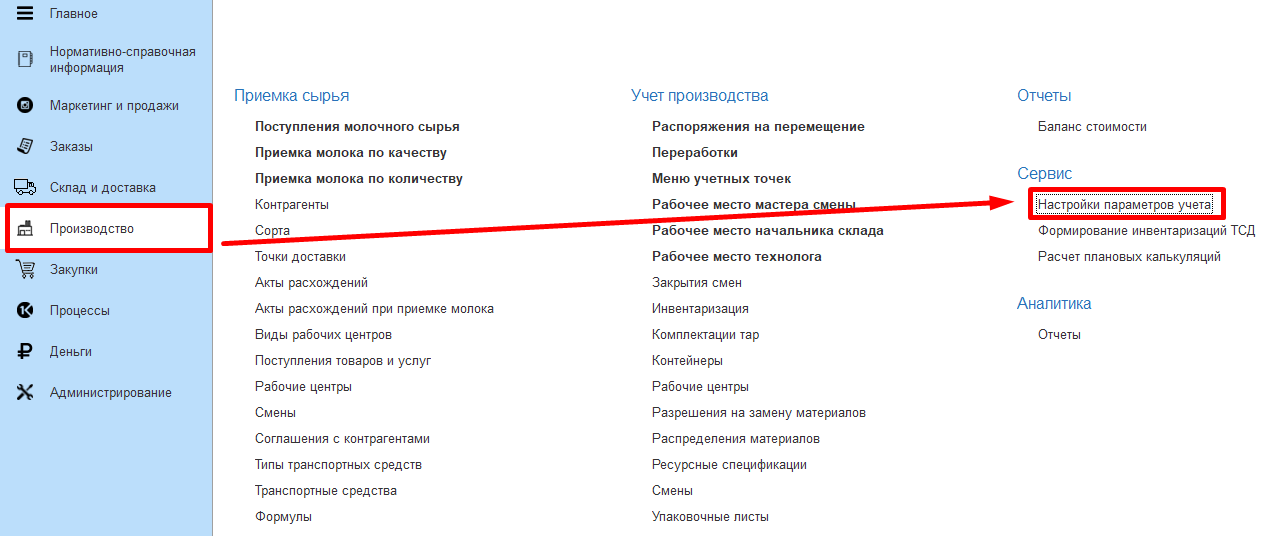 Главное
Нормативно-справочная
информация
Маркетинг и продажи
Заказы
Склад и доставка
Производство
Закупки
Процессы
Деньги
Администрирование
Приемка сырья
Поступления молочного сырья
Приемка молока по качеству
Приемка молока по количеству
Контрагенты
Сорта
Точки доставки
Акты расхождений
Акты расхождений при приемке молока
Виды рабочих центров
Поступления товаров и услуг
Рабочие центры
Смены
Соглашения с контрагентами
Типы транспортных средств
Транспортные средства
Формулы
Учет производства
Распоряжения на перемещение
Переработки
Меню учетных точек
Рабочее место мастера смены
Рабочее место начальника склада
Рабочее место технолога
Закрытия смен
Инвентаризация
Комплектации тар
Контейнеры
Рабочие центры
Разрешения на замену материалов
Распределения материалов
Ресурсные спецификации
Смены
Упаковочные листы
Отчеты
Баланс стоимости
Сервис
Настройки параметров учета
Формирование инвентаризаций ТСД
Расчет плановых калькуляций
Аналитика
Отчеты